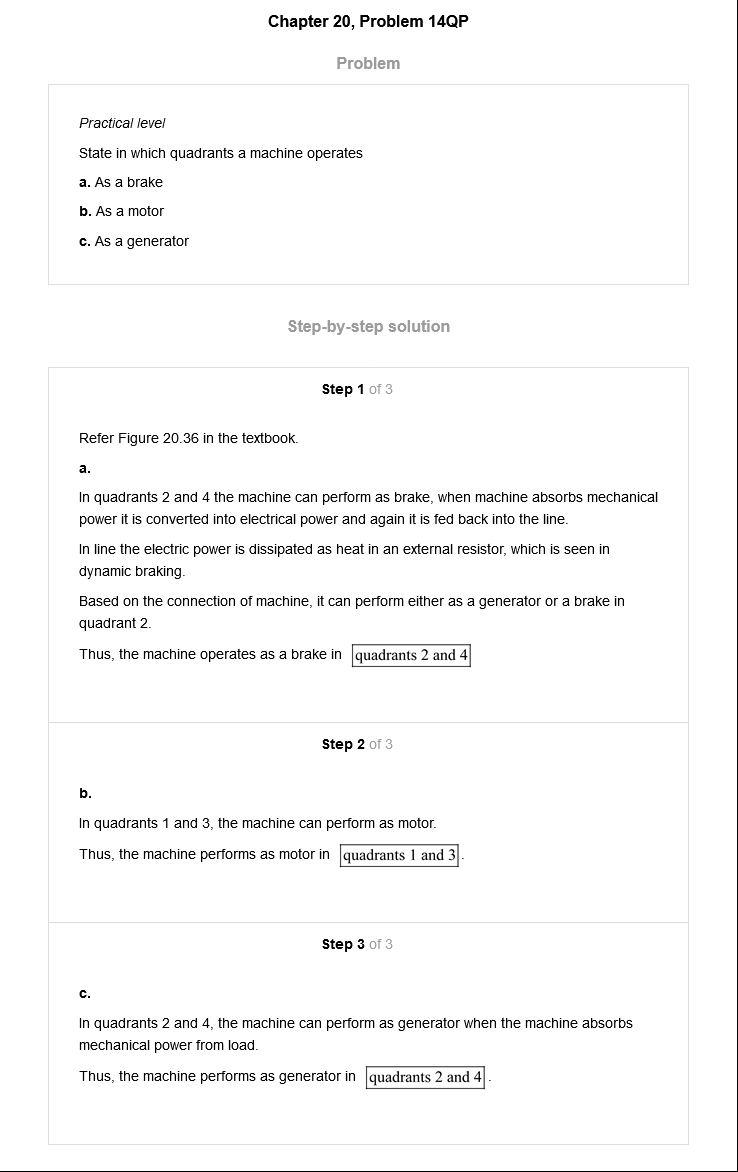 Chapter 20, Problem 14QP
Problem
Practical level
State in which quadrants a machine operates
a. As a brake
b. As a motor
c. As a generator
Step-by-step solution
Step 1 of 3
Refer Figure 20.36 in the textbook.
a.
In quadrants 2 and 4 the machine can perform as brake, when machine absorbs mechanical
power it is converted into electrical power and again it is fed back into the line.
In line the electric power is dissipated as heat in an external resistor, which is seen in
dynamic braking.
Based on the connection of machine, it can perform either as a generator or a brake in
quadrant 2.
Thus, the machine operates as a brake in quadrants 2 and 4
Step 2 of 3
b.
In quadrants 1 and 3, the machine can perform as motor.
Thus, the machine performs as motor in quadrants 1 and 3.
Step 3 of 3
c.
In quadrants 2 and 4, the machine can perform as generator when the machine absorbs
mechanical power from load.
Thus, the machine performs as generator in quadrants 2 and 4.